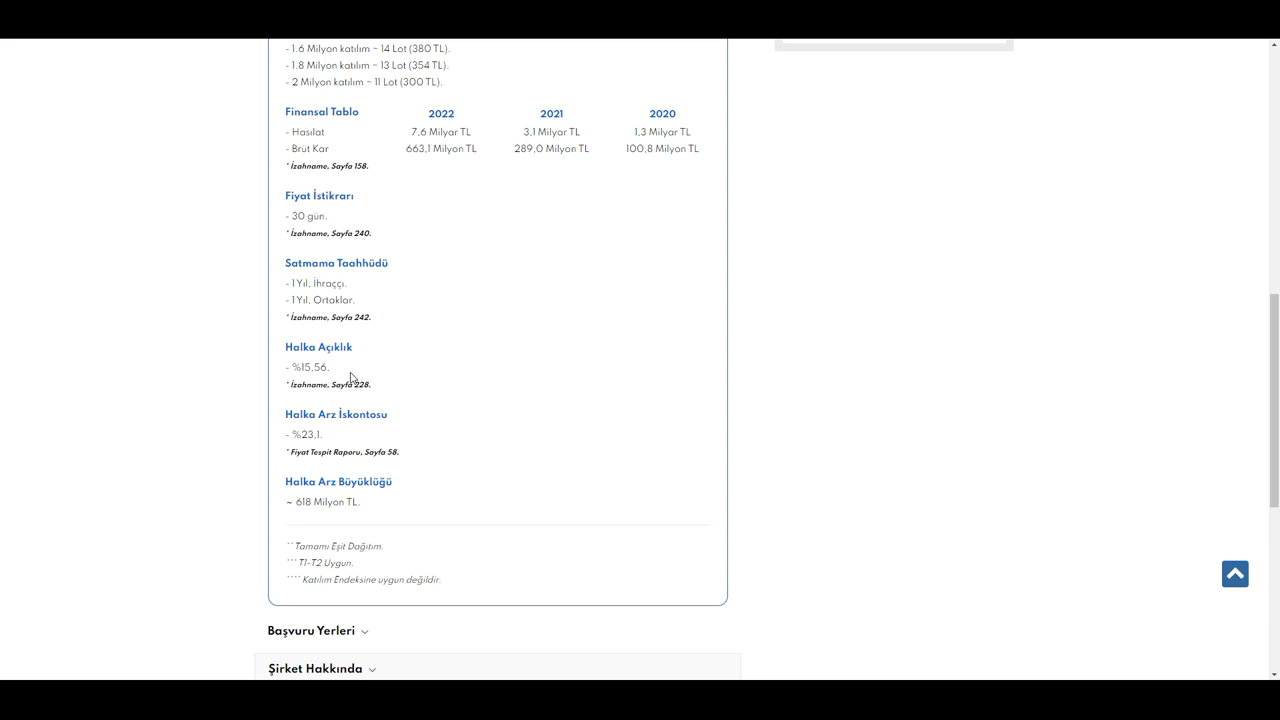 - 1.6 Milyon katılım ~ 14 Lot (380 TL).
- 1.8 Milyon katılım ~ 13 Lot (354 TL).
- 2 Milyon katılım ~ 11 Lot (300 TL).
Finansal Tablo 2022 2021 2020
- Hasılat 7,6 Milyar TL 3,1 Milyar TL 1,3 Milyar TL
- Brüt Kar 663,1 Milyon TL 289,0 Milyon TL 100,8 Milyon TL
* İzahname, Sayfa 158.
Fiyat İstikrarı
- 30 gün.
* İzahname, Sayfa 240.
Satmama Taahhüdü
- 1 Yıl, İhraççı.
- 1 Yıl, Ortaklar.
* İzahname, Sayfa 242.
Halka Açıklık
- %15,56.
* İzahname, Sayfa 228.
Halka Arz İskontosu
- %23,1.
* Fiyat Tespit Raporu, Sayfa 58.
Halka Arz Büyüklüğü
~ 618 Milyon TL.
** Tamamı Eşit Dağıtım.
*** T1-T2 Uygun.
**** Katılım Endeksine uygun değildir.
Başvuru Yerleri
Şirket Hakkında